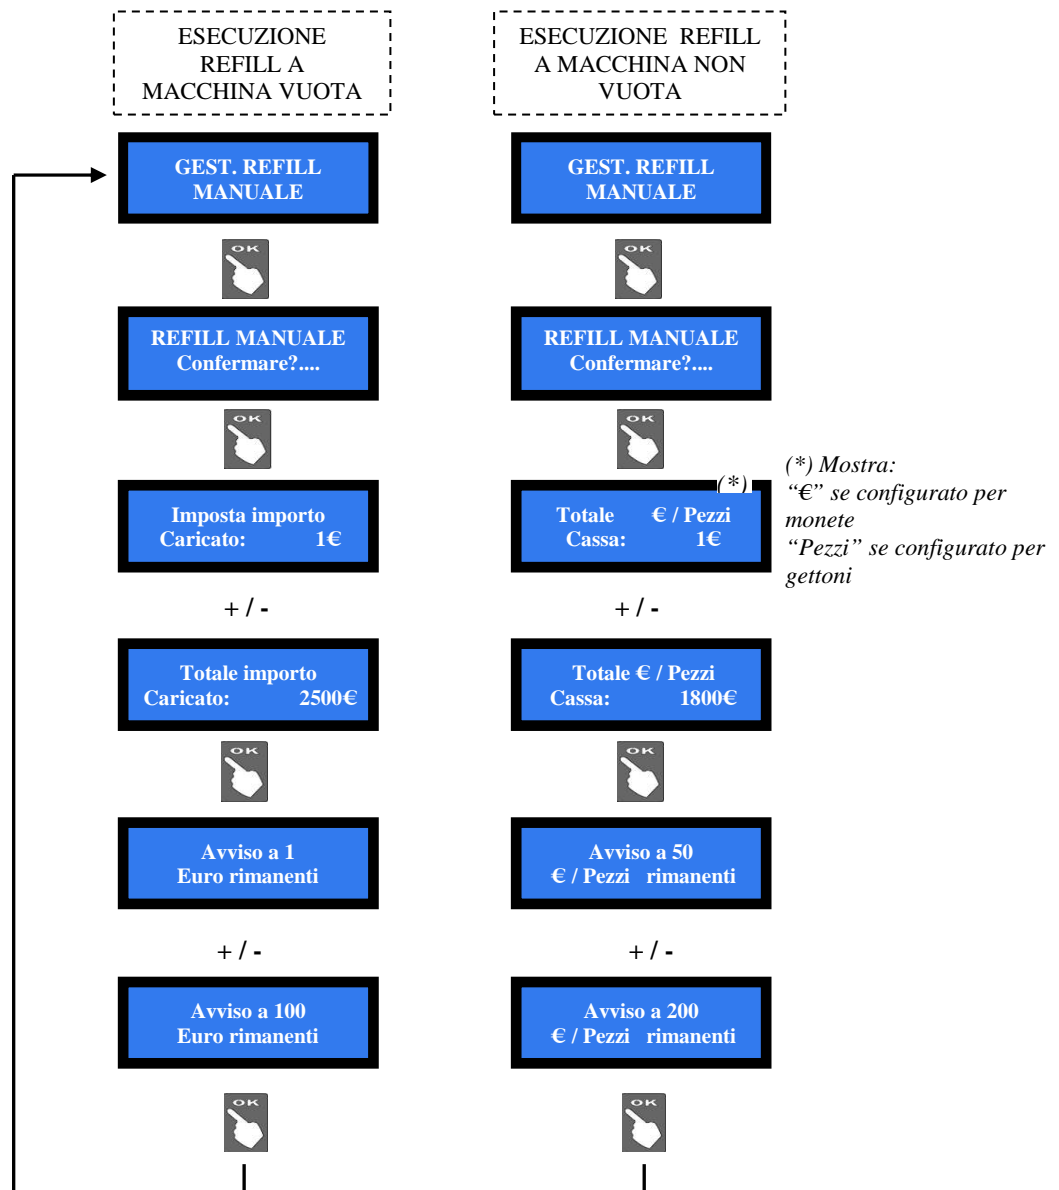 ESECUZIONE
REFILL A
MACCHINA VUOTA
GEST. REFILL
MANUALE
OK
REFILL MANUALE
Confermare?....
OK
Imposta importo
Caricato: 1€
+ / -
Totale importo
Caricato: 2500€
OK
Avviso a 1
Euro rimanenti
+ / -
Avviso a 100
Euro rimanenti
OK
ESECUZIONE REFILL
A MACCHINA NON
VUOTA
GEST. REFILL
MANUALE
OK
REFILL MANUALE
Confermare?....
OK
(*)
Totale € / Pezzi
Cassa: 1€
(*) Mostra:
“€” se configurato per
monete
“Pezzi” se configurato per
gettoni
+ / -
Totale € / Pezzi
Cassa: 1800€
OK
Avviso a 50
€ / Pezzi rimanenti
+ / -
Avviso a 200
€ / Pezzi rimanenti
OK